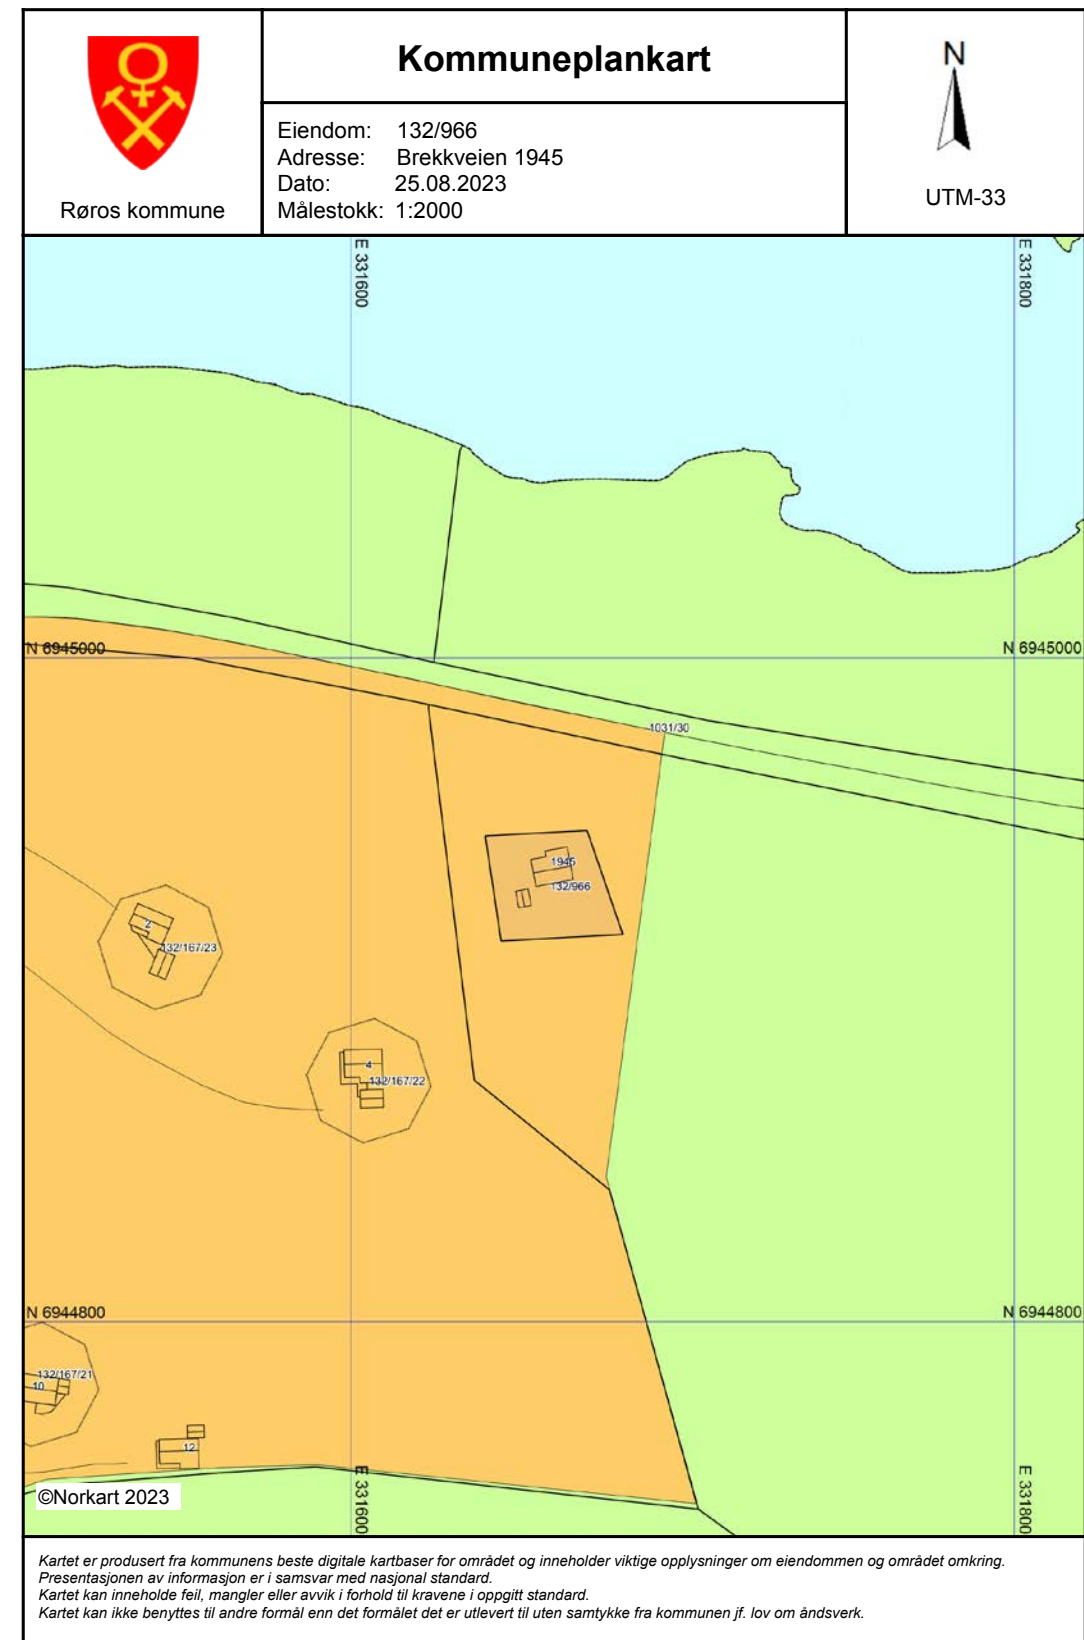 Kommuneplankart
Eiendom: 132/966
Adresse: Brekkveien 1945
Dato: 25.08.2023
Målestokk: 1:2000
Røros kommune
N
UTM-33
E 331600
E 331800
N 6945000
N 6945000
1031/30
1945
132/966
2
132/167/23
4
132/167/22
N 6944800
N 6944800
132/167/21
10
12
E 331600
E 331800
©Norkart 2023
Kartet er produsert fra kommunens beste digitale kartbaser for området og inneholder viktige opplysninger om eiendommen og området omkring.
Presentasjonen av informasjon er i samsvar med nasjonal standard.
Kartet kan inneholde feil, mangler eller avvik i forhold til kravene i oppgitt standard.
Kartet kan ikke benyttes til andre formål enn det formålet det er utlevert til uten samtykke fra kommunen jf. lov om åndsverk.